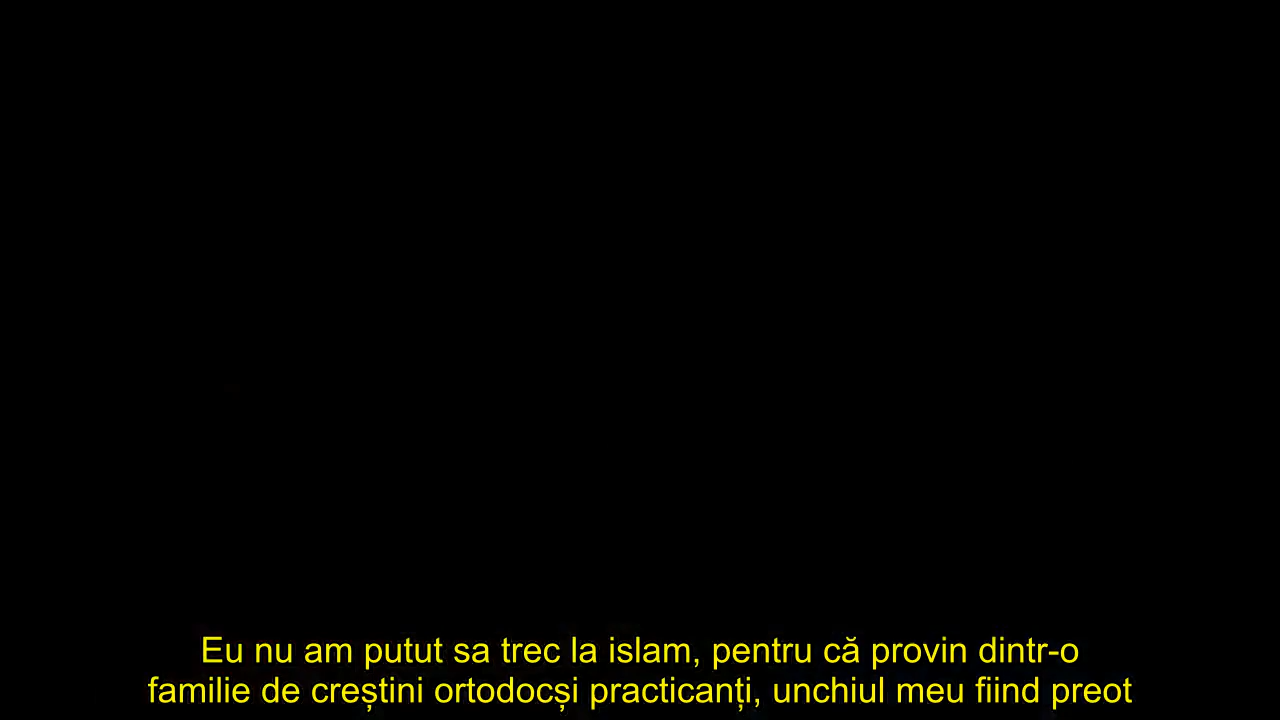 Eu nu am putut sa trec la islam, pentru că provin dintr-o
familie de creștini ortodocși practicanți, unchiul meu fiind preot